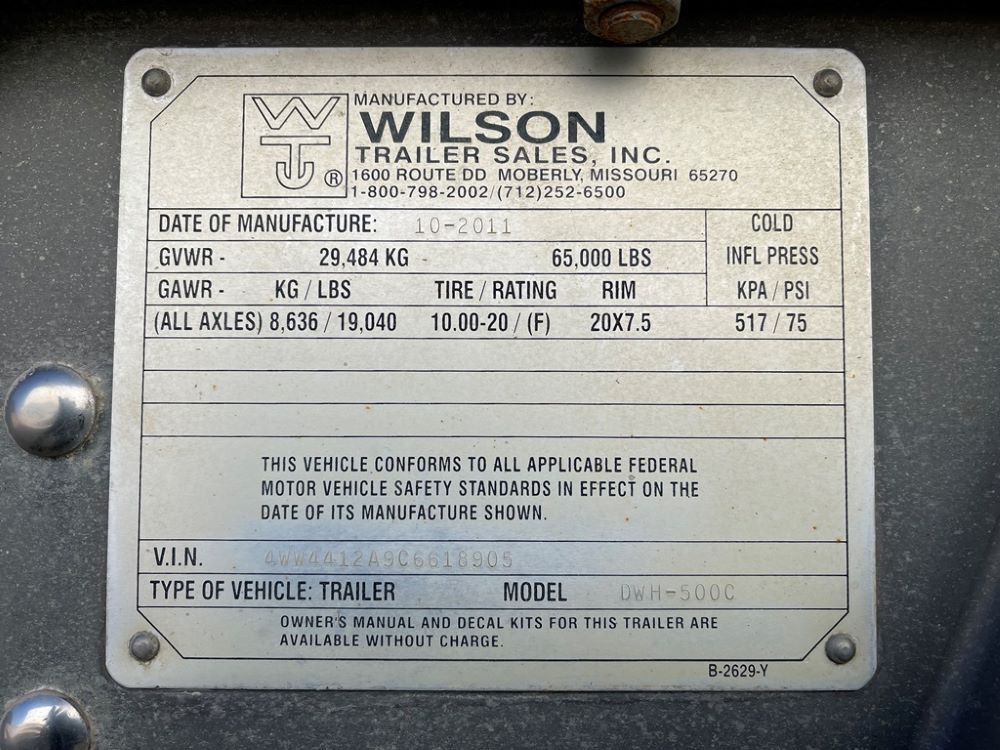 MANUFACTURED BY:
WILSON
TRAILER SALES, INC.
1600 ROUTE DD MOBERLY, MISSOURI 65270
1-800-798-2002/(712)252-6500
WT ®
DATE OF MANUFACTURE: 10-2011
COLD
GVWR - 29,484 KG - 65,000 LBS INFL PRESS
GAWR - KG / LBS TIRE / RATING RIM KPA / PSI
(ALL AXLES) 8,636 / 19,040 10.00-20 / (F) 20X7.5 517 / 75
THIS VEHICLE CONFORMS TO ALL APPLICABLE FEDERAL
MOTOR VEHICLE SAFETY STANDARDS IN EFFECT ON THE
DATE OF ITS MANUFACTURE SHOWN.
V.I.N. 4WW4412A9C6618905
TYPE OF VEHICLE: TRAILER MODEL DWH-500C
OWNER'S MANUAL AND DECAL KITS FOR THIS TRAILER ARE
AVAILABLE WITHOUT CHARGE.
B-2629-Y